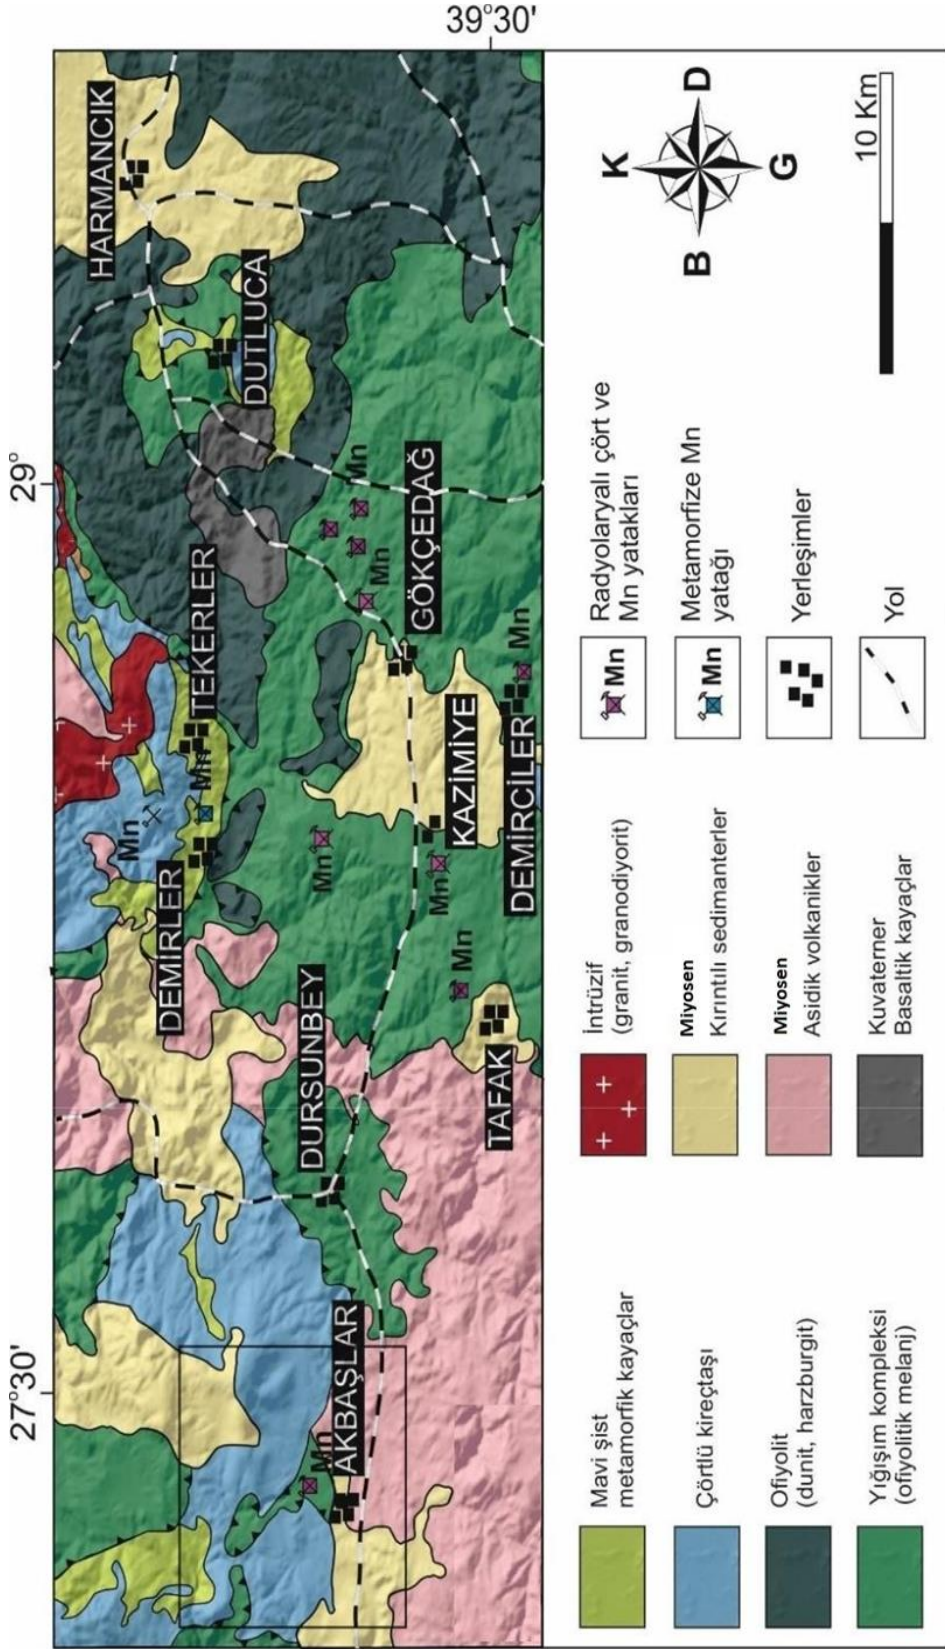 27°30'
29°
39°30'
HARMANCIK
DUTLUCA
TEKERLER
Mn
Mn
DEMİRLER
Mn
Mn
GÖKÇEDAĞ
Mn
KAZİMİYE
Mn
DEMİRCİLER
Mn
Mn
DURSUNBEY
TAFAK
Mn
AKBAŞLAR
Mavi şist
metamorfik kayaçlar
Çörtlü kireçtaşı
Ofiyolit
(dunit, harzburgit)
Yığışım kompleksi
(ofiyolitik melanj)
İntrüzif
(granit, granodiyorit)
Miyosen
Kırıntılı sedimanterler
Miyosen
Asidik volkanikler
Kuvaterner
Basaltik kayaçlar
Mn
Radyolaryalı çört ve
Mn yatakları
Mn
Metamorfize Mn
yatağı
Yerleşimler
Yol
K
B
D
G
10 Km